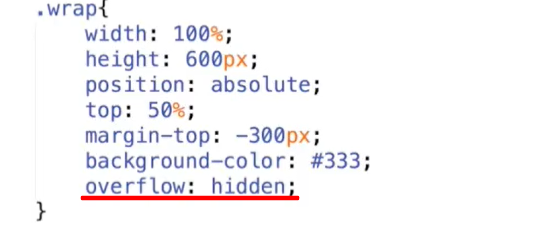 .wrap{
width: 100%;
height: 600px;
position: absolute;
top: 50%;
margin-top: -300px;
background-color: #333;
overflow: hidden;
}